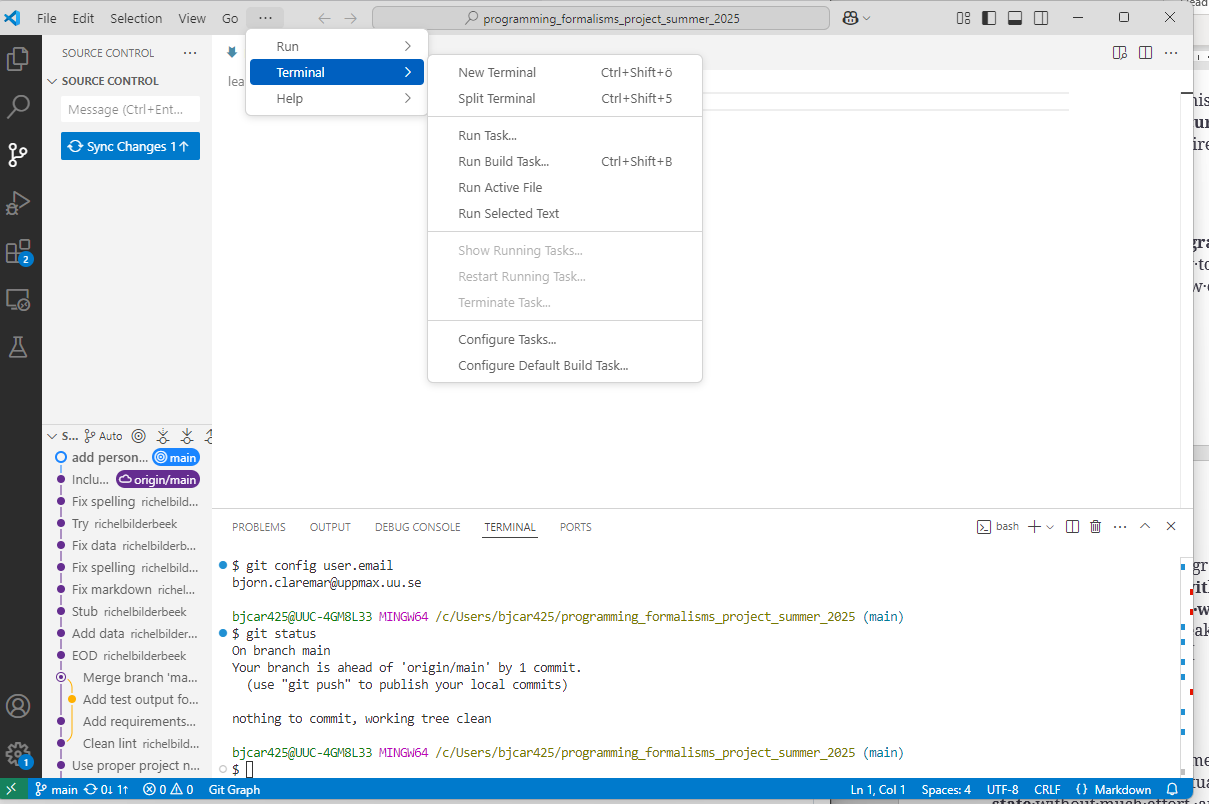 File Edit Selection View Go ... programming_formalisms_project_summer_2025
SOURCE CONTROL ...
SOURCE CONTROL
Message (Ctrl+Ent...
Sync Changes 1↑
Run
Terminal
Help
lea
New Terminal Ctrl+Shift+ö
Split Terminal Ctrl+Shift+5
Run Task...
Run Build Task... Ctrl+Shift+B
Run Active File
Run Selected Text
Show Running Tasks...
Restart Running Task...
Terminate Task...
Configure Tasks...
Configure Default Build Task...
2
S... Auto
add person... main
Inclu... origin/main
Fix spelling richelbild...
Try richelbilderbeek
Fix data richelbilderb...
Fix spelling richelbild...
Fix markdown richel...
Stub richelbilderbeek
Add data richelbilder...
EOD richelbilderbeek
Merge branch 'ma...
Add test output fo...
Add requirements...
Clean lint richelbild...
Use proper project n...
1
PROBLEMS OUTPUT DEBUG CONSOLE TERMINAL PORTS bash
$ git config user.email
bjorn.claremar@uppmax.uu.se
bjcar425@UUC-4GM8L33 MINGW64 /c/Users/bjcar425/programming_formalisms_project_summer_2025 (main)
$ git status
On branch main
Your branch is ahead of 'origin/main' by 1 commit.
(use "git push" to publish your local commits)
nothing to commit, working tree clean
bjcar425@UUC-4GM8L33 MINGW64 /c/Users/bjcar425/programming_formalisms_project_summer_2025 (main)
$
main 0↓ 1↑ 0 0 Git Graph Ln 1, Col 1 Spaces: 4 UTF-8 CRLF {} Markdown